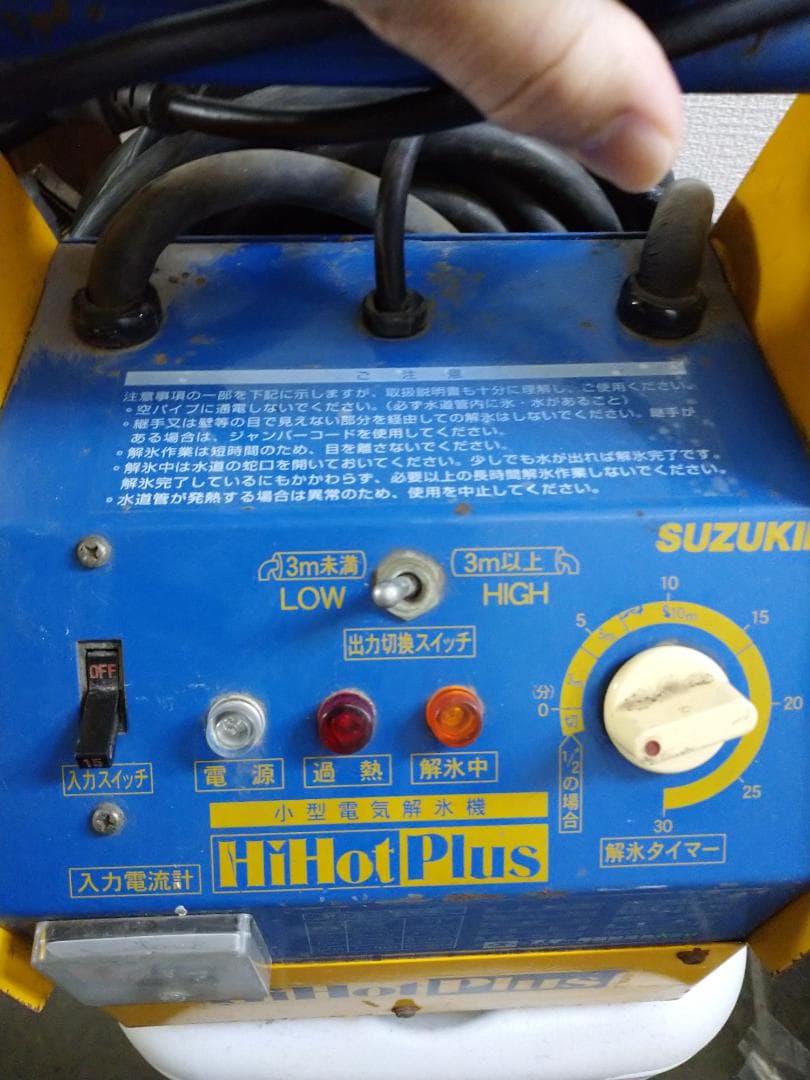 ご注意
注意事項の一部を下記に示しますが、取扱説明書も十分に理解し、ご使用ください。
◦空パイプに通電しないでください。（必ず水道管内に氷・水があること）
◦継手又は壁等の目で見えない部分を経由しての解氷はしないでください。継手が
ある場合は、ジャンパーコードを使用してください。
◦解氷作業は短時間のため、目を離さないでください。
◦解氷中は水道の蛇口を開いておいてください。少しでも水が出れば解氷完了です。
解氷完了しているにもかかわらず、必要以上の長時間解氷作業しないでください。
◦水道管が発熱する場合は異常のため、使用を中止してください。
SUZUKI
3m未満
3m以上
LOW
HIGH
出力切換スイッチ
OFF
15
入力スイッチ
電源
過熱
解氷中
(分)
0
5
10
15
20
25
30
10m
切
1/2の場合
解氷タイマー
小型電気解氷機
HiHotPlus
入力電流計
HiHotPlus